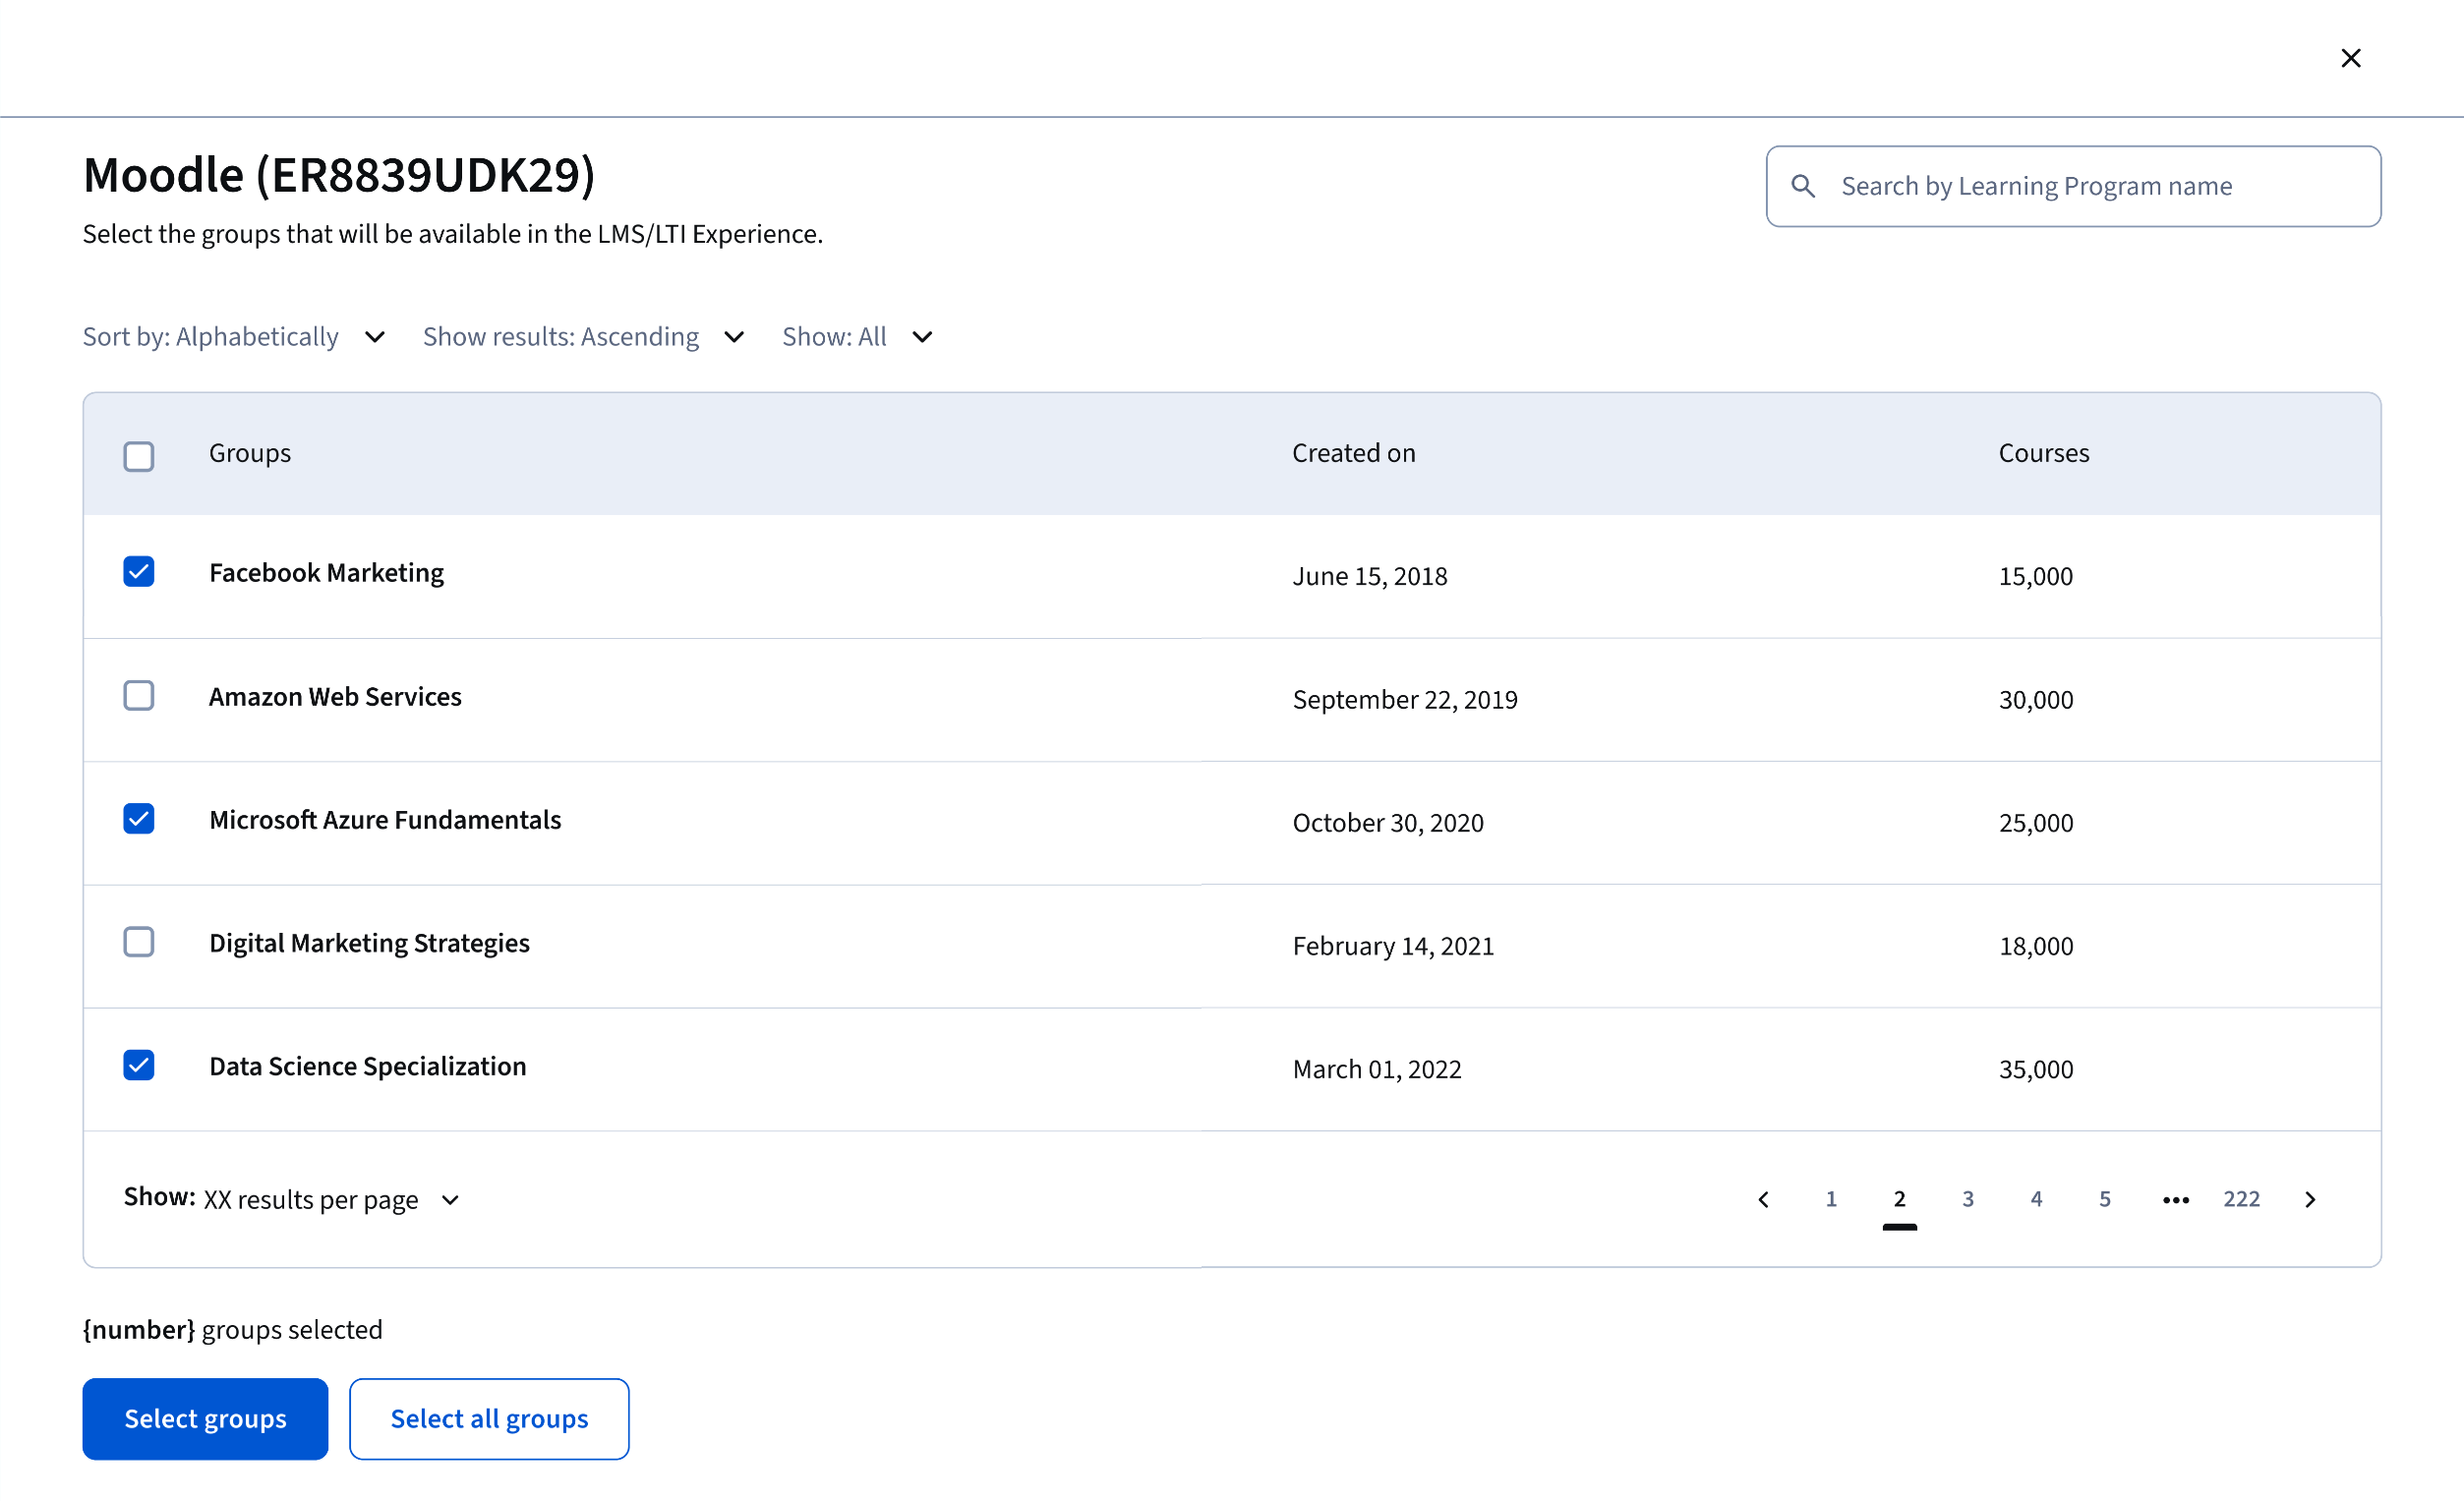 Moodle (ER8839UDK29)
Search by Learning Program name
Select the groups that will be available in the LMS/LTI Experience.
Sort by: Alphabetically Show results: Ascending Show: All
Groups Created on Courses
Facebook Marketing June 15, 2018 15,000
Amazon Web Services September 22, 2019 30,000
Microsoft Azure Fundamentals October 30, 2020 25,000
Digital Marketing Strategies February 14, 2021 18,000
Data Science Specialization March 01, 2022 35,000
Show: XX results per page 1 2 3 4 5 ••• 222
{number} groups selected
Select groups Select all groups